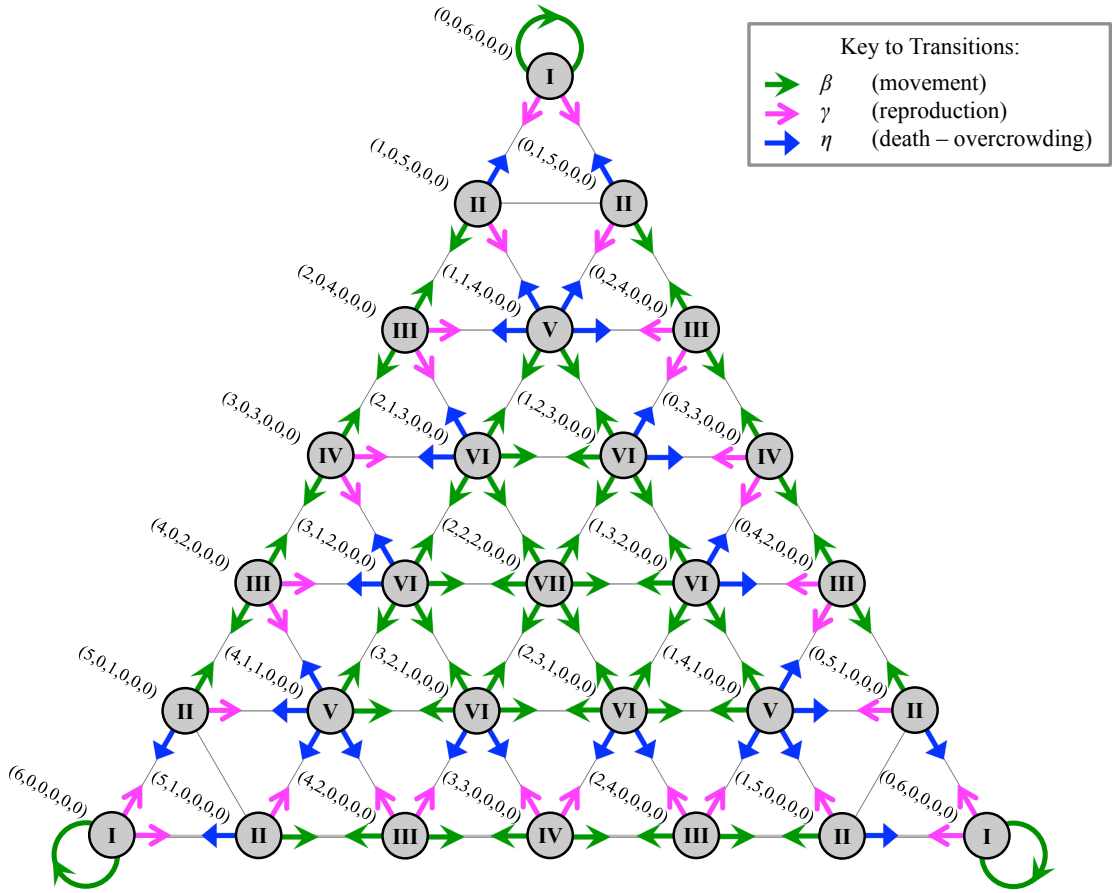 (0,0,6,0,0,0)
I
Key to Transitions:
β (movement)
γ (reproduction)
η (death – overcrowding)
(1,0,5,0,0,0) (0,1,5,0,0,0)
II II
(2,0,4,0,0,0) (1,1,4,0,0,0) (0,2,4,0,0,0)
III V III
(3,0,3,0,0,0) (2,1,3,0,0,0) (1,2,3,0,0,0) (0,3,3,0,0,0)
IV VI VI IV
(4,0,2,0,0,0) (3,1,2,0,0,0) (2,2,2,0,0,0) (1,3,2,0,0,0) (0,4,2,0,0,0)
III VI VII VI III
(5,0,1,0,0,0) (4,1,1,0,0,0) (3,2,1,0,0,0) (2,3,1,0,0,0) (1,4,1,0,0,0) (0,5,1,0,0,0)
II V VI VI V II
(6,0,0,0,0,0) (5,1,0,0,0,0) (4,2,0,0,0,0) (3,3,0,0,0,0) (2,4,0,0,0,0) (1,5,0,0,0,0) (0,6,0,0,0,0)
I II III IV III II I